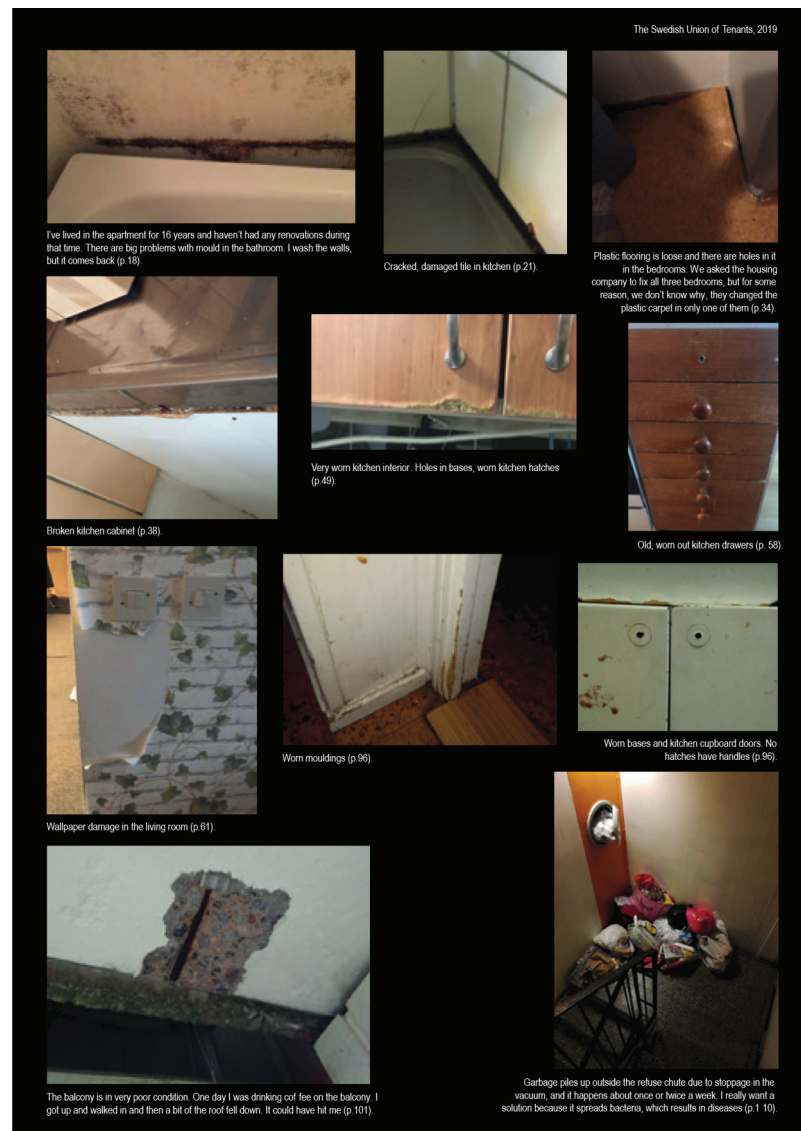 The Swedish Union of Tenants, 2019
I've lived in the apartment for 16 years and haven't had any renovations during
that time. There are big problems with mould in the bathroom. I wash the walls,
but it comes back (p.18).
Cracked, damaged tile in kitchen (p.21).
Plastic flooring is loose and there are holes in it
in the bedrooms. We asked the housing
company to fix all three bedrooms, but for some
reason, we don't know why, they changed the
plastic carpet in only one of them (p.34).
Broken kitchen cabinet (p.38).
Very worn kitchen interior. Holes in bases, worn kitchen hatches
(p.49).
Old, worn out kitchen drawers (p. 58).
Wallpaper damage in the living room (p.61).
Worn mouldings (p.96).
Worn bases and kitchen cupboard doors. No
hatches have handles (p.96).
The balcony is in very poor condition. One day I was drinking cof fee on the balcony. I
got up and walked in and then a bit of the roof fell down. It could have hit me (p.101).
Garbage piles up outside the refuse chute due to stoppage in the
vacuum, and it happens about once or twice a week. I really want a
solution because it spreads bacteria, which results in diseases (p.1 10).